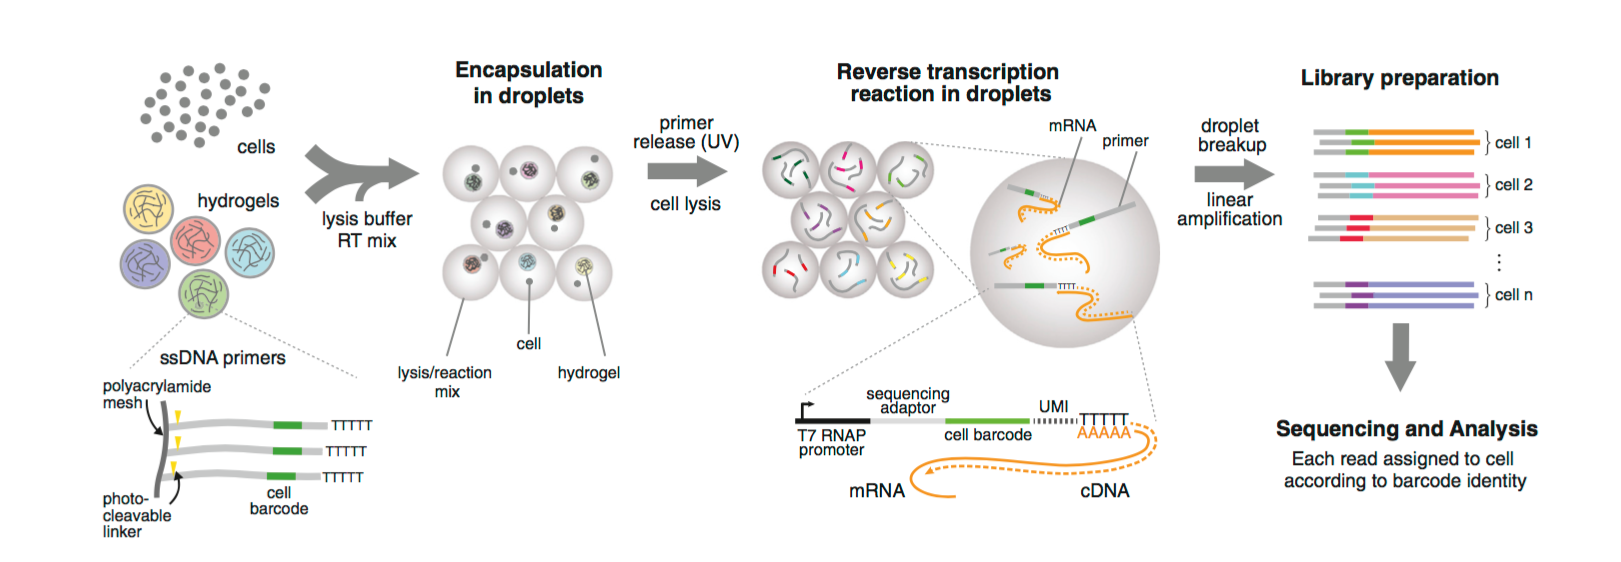 cells
hydrogels
lysis buffer
RT mix
ssDNA primers
polyacrylamide
mesh
TTTTT
TTTTT
TTTTT
photo-
cleavable
linker
cell
barcode
Encapsulation
in droplets
lysis/reaction
mix
cell
hydrogel
primer
release (UV)
cell lysis
Reverse transcription
reaction in droplets
mRNA
primer
TTTT
TTTT
sequencing
adaptor
UMI
TTTTT
AAAAA
T7 RNAP
promoter
cell barcode
mRNA
cDNA
droplet
breakup
linear
amplification
Library preparation
cell 1
cell 2
cell 3
⋮
cell n
Sequencing and Analysis
Each read assigned to cell
according to barcode identity